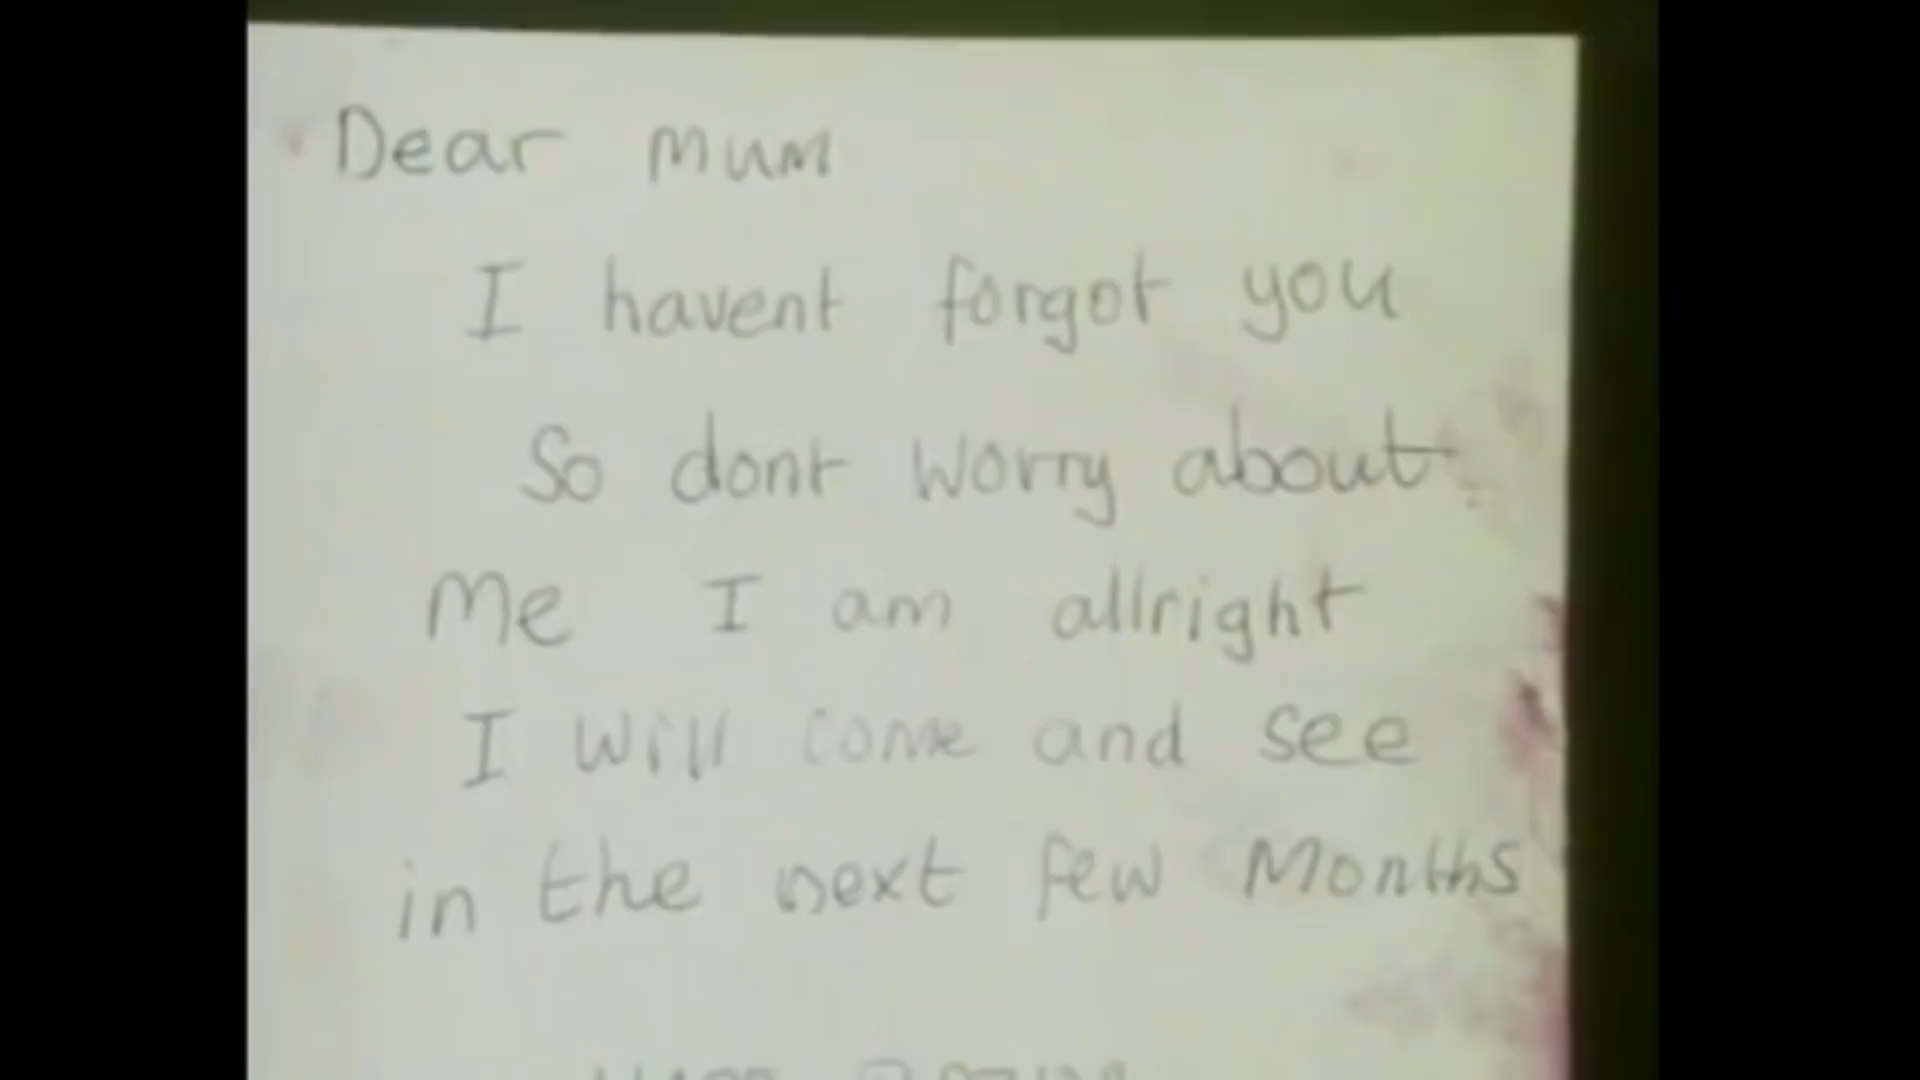 Dear Mum
I havent forgot you
So dont worry about
Me I am allright
I will come and see
in the next few Months